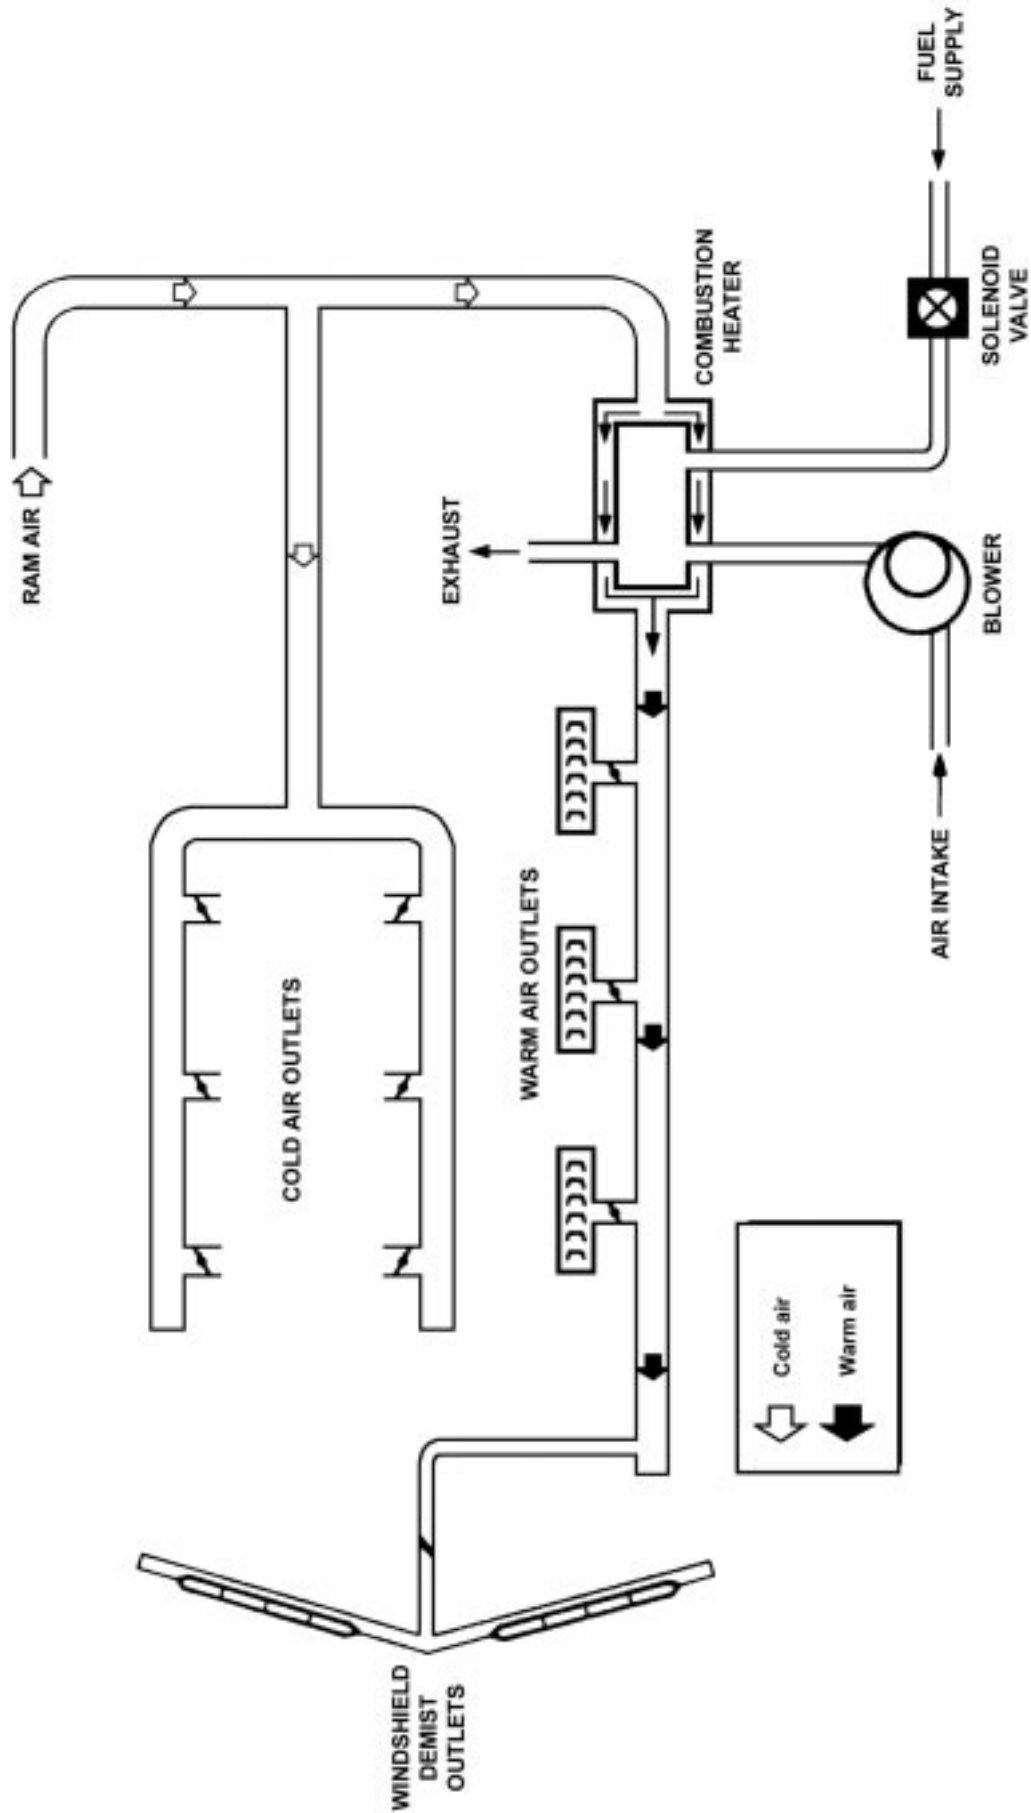 RAM AIR
EXHAUST
COMBUSTION
HEATER
FUEL
SUPPLY
SOLENOID
VALVE
BLOWER
AIR INTAKE
WARM AIR OUTLETS
COLD AIR OUTLETS
WINDSHIELD
DEMIST
OUTLETS
Cold air
Warm air